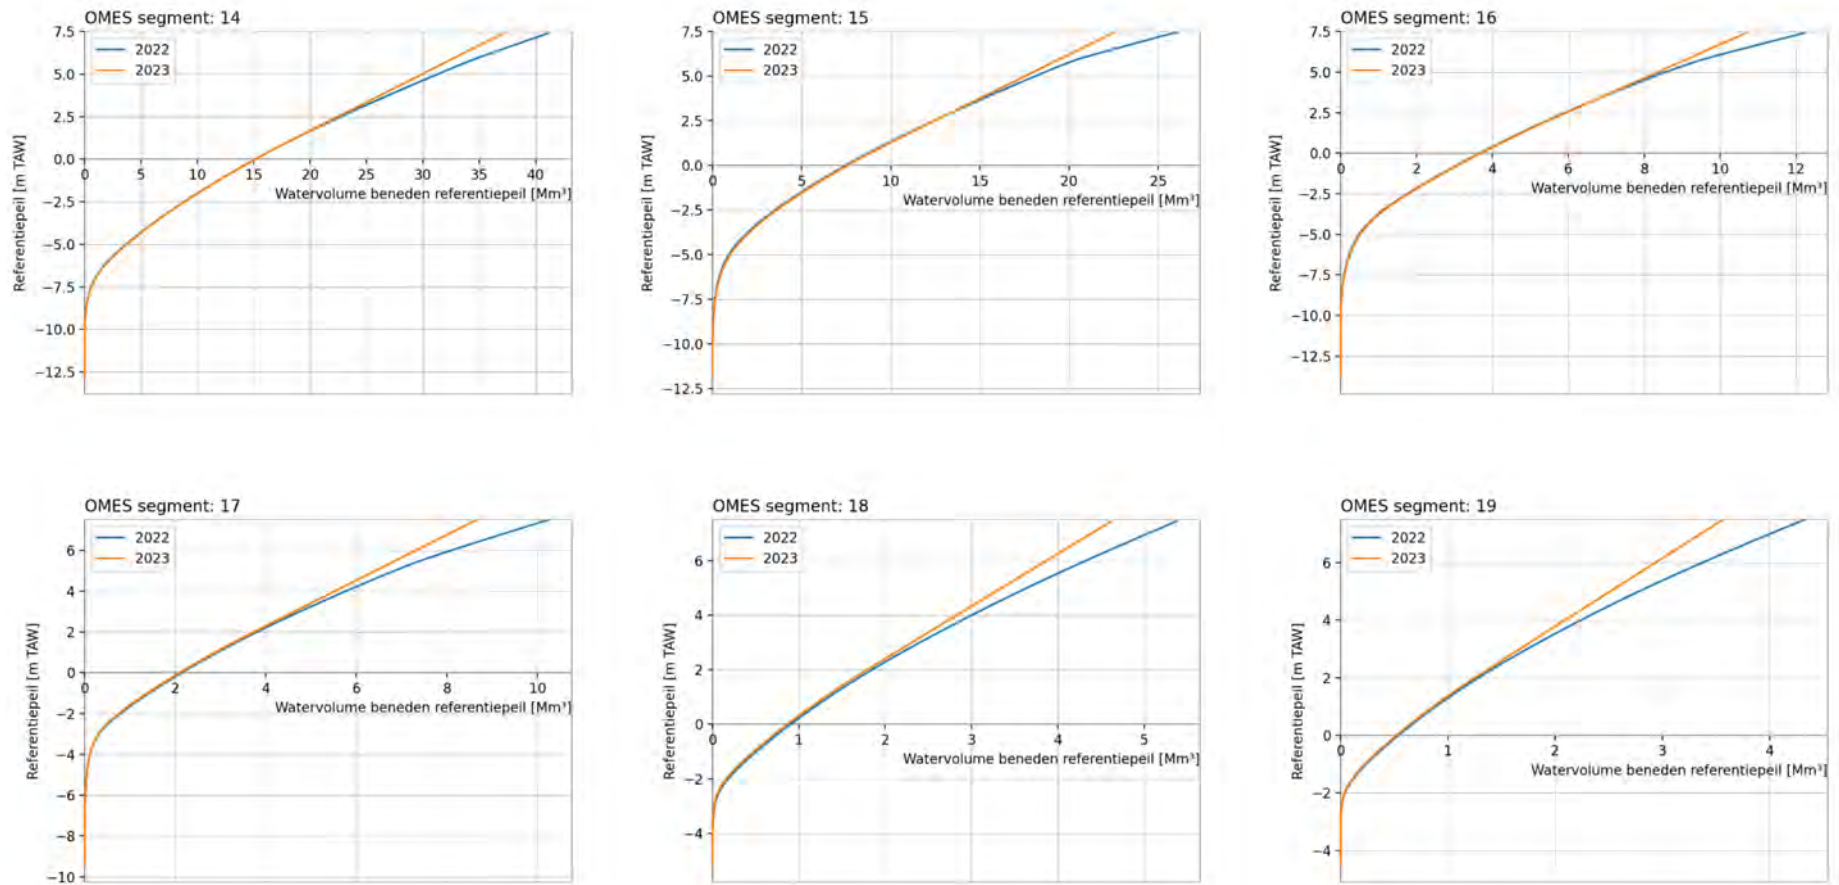 OMES segment: 14
7.5
2022
2023
5.0
2.5
0.0
0 5 10 15 20 25 30 35 40
Watervolume beneden referentiepeil [Mm³]
−2.5
−5.0
−7.5
−10.0
−12.5
Referentiepeil [m TAW]
OMES segment: 15
7.5
2022
2023
5.0
2.5
0.0
0 5 10 15 20 25
Watervolume beneden referentiepeil [Mm³]
−2.5
−5.0
−7.5
−10.0
−12.5
Referentiepeil [m TAW]
OMES segment: 16
7.5
2022
2023
5.0
2.5
0.0
0 2 4 6 8 10 12
Watervolume beneden referentiepeil [Mm³]
−2.5
−5.0
−7.5
−10.0
−12.5
Referentiepeil [m TAW]
OMES segment: 17
2022
2023
6
4
2
0
0 2 4 6 8 10
Watervolume beneden referentiepeil [Mm³]
−2
−4
−6
−8
−10
Referentiepeil [m TAW]
OMES segment: 18
2022
2023
6
4
2
0
0 1 2 3 4 5
Watervolume beneden referentiepeil [Mm³]
−2
−4
Referentiepeil [m TAW]
OMES segment: 19
2022
2023
6
4
2
0
0 1 2 3 4
Watervolume beneden referentiepeil [Mm³]
−2
−4
Referentiepeil [m TAW]